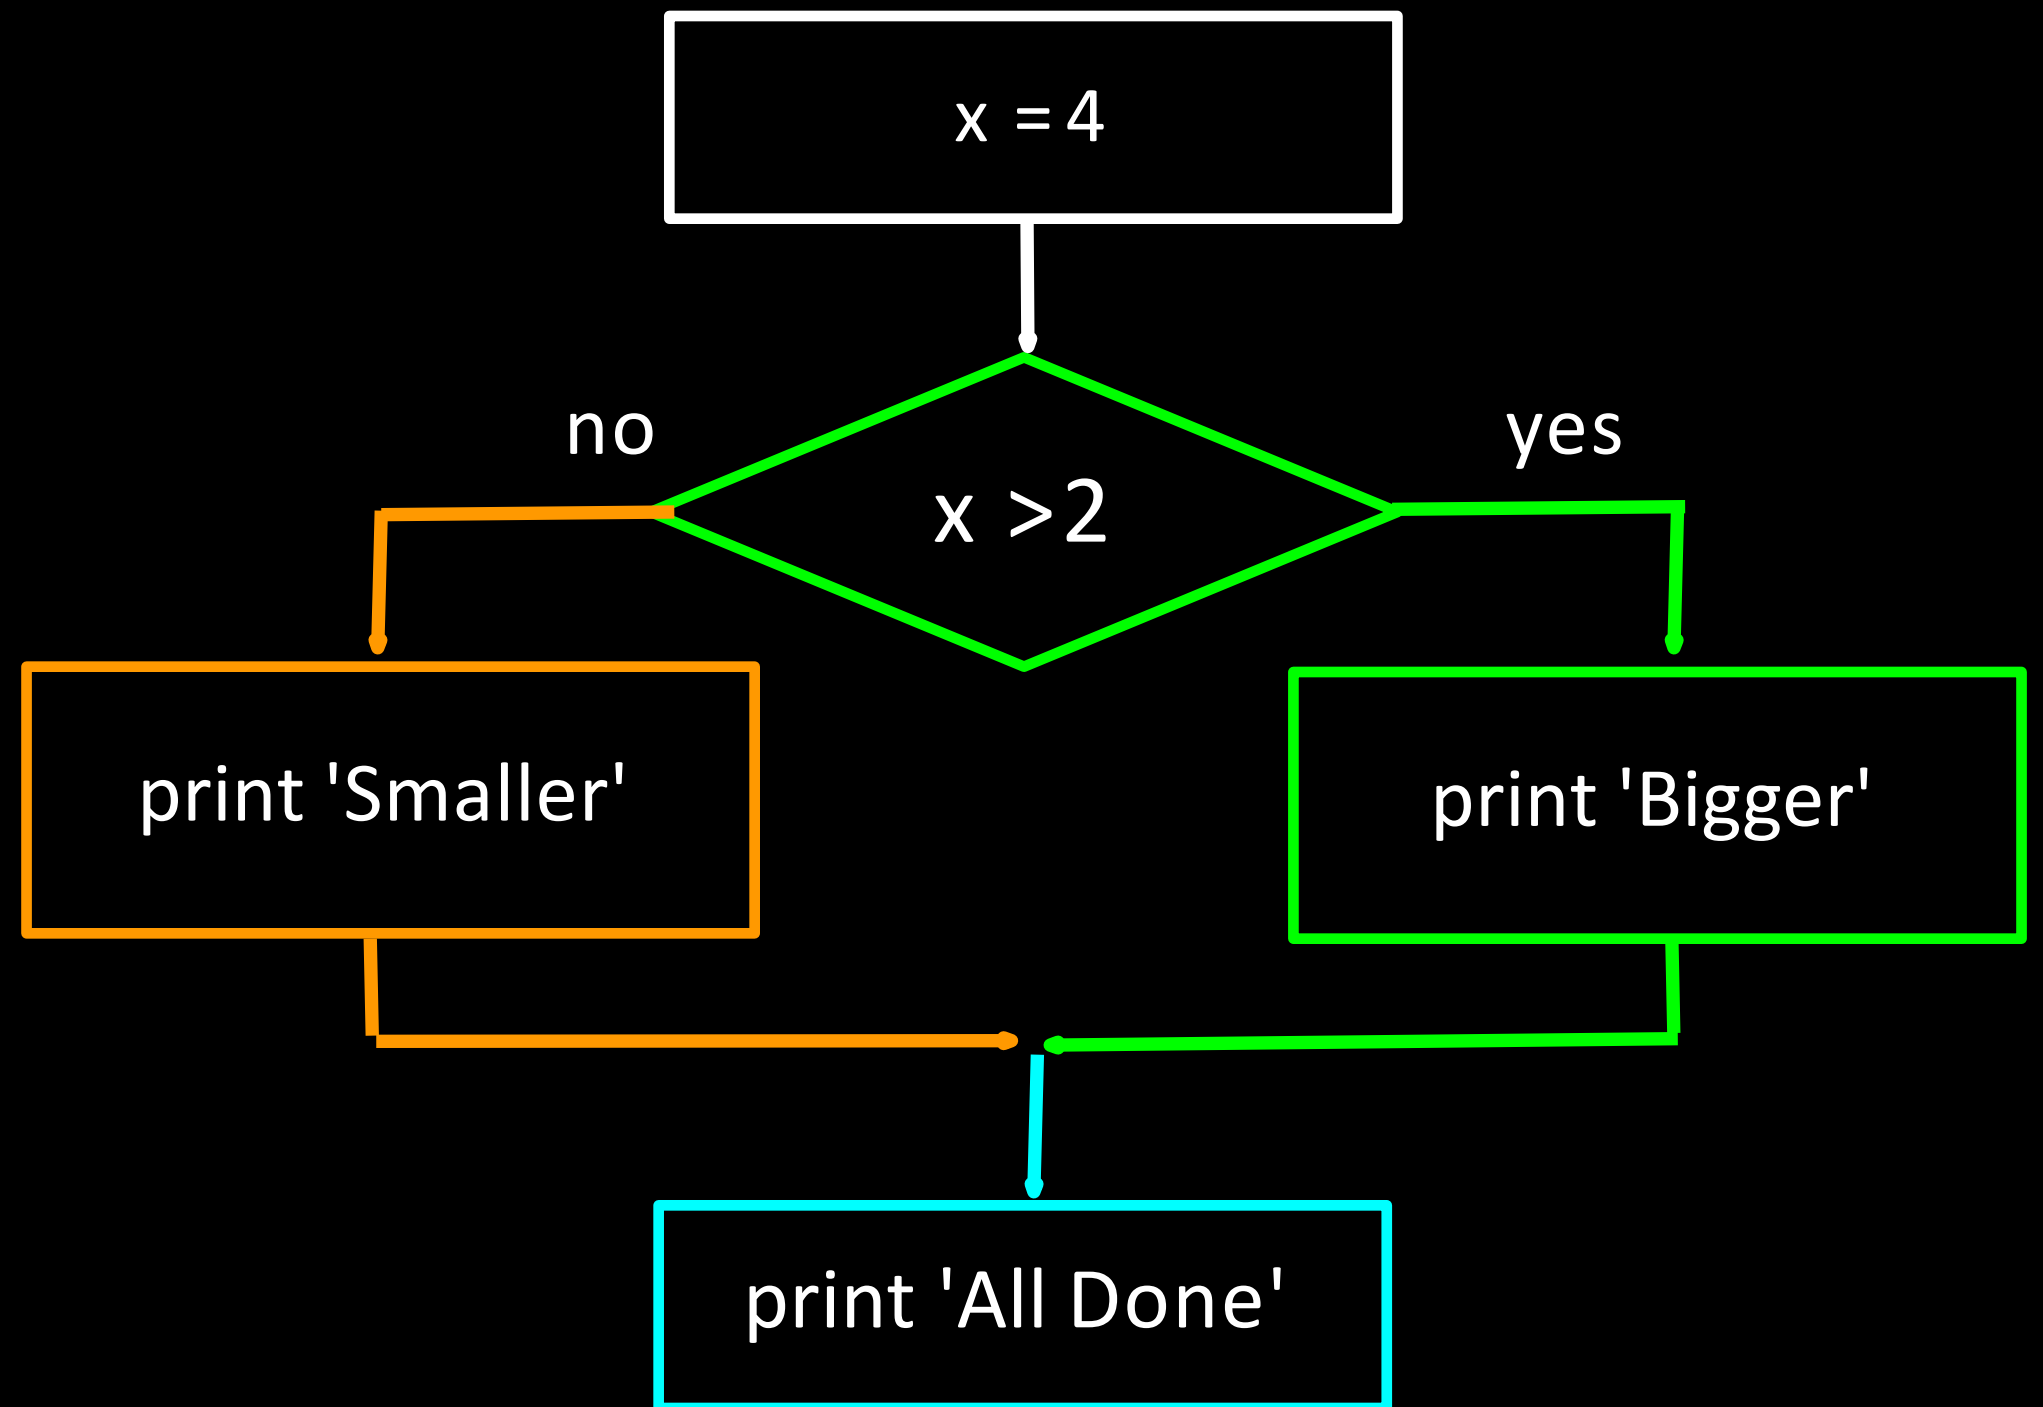 x = 4
no
yes
x >2
print 'Smaller'
print 'Bigger'
print 'All Done'